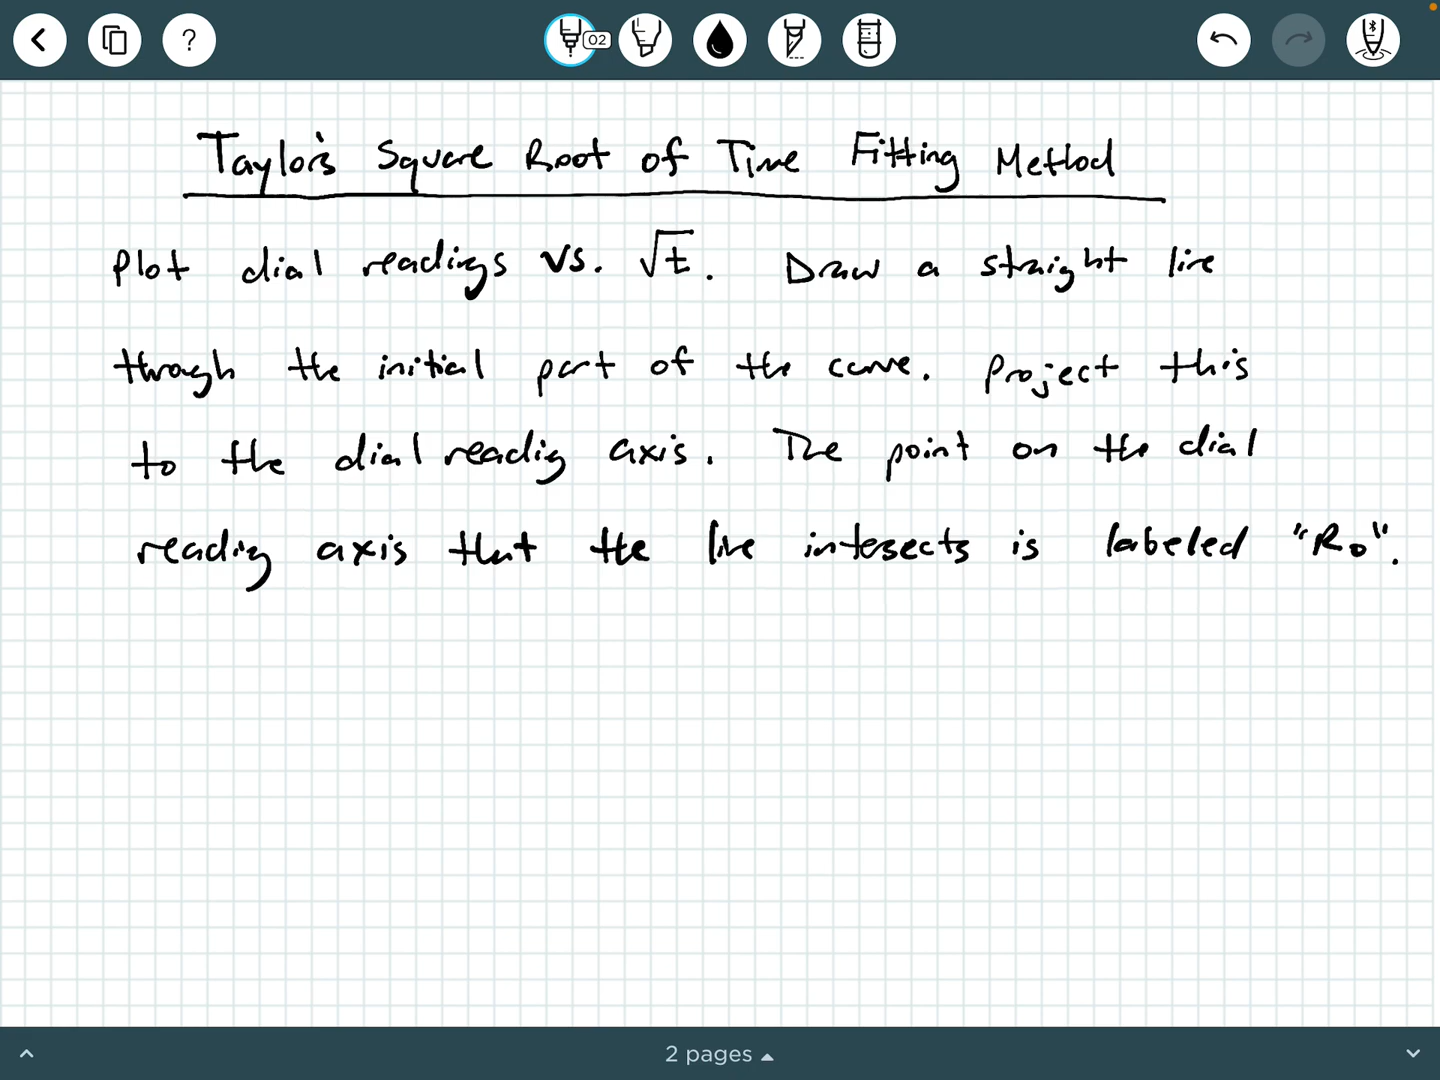 ?
02
Taylor's Square Root of Time Fitting Method
Plot dial readings vs. √t. Draw a straight line
through the initial part of the curve. Project this
to the dial reading axis. The point on the dial
reading axis that the line intersects is labeled "R₀".
2 pages